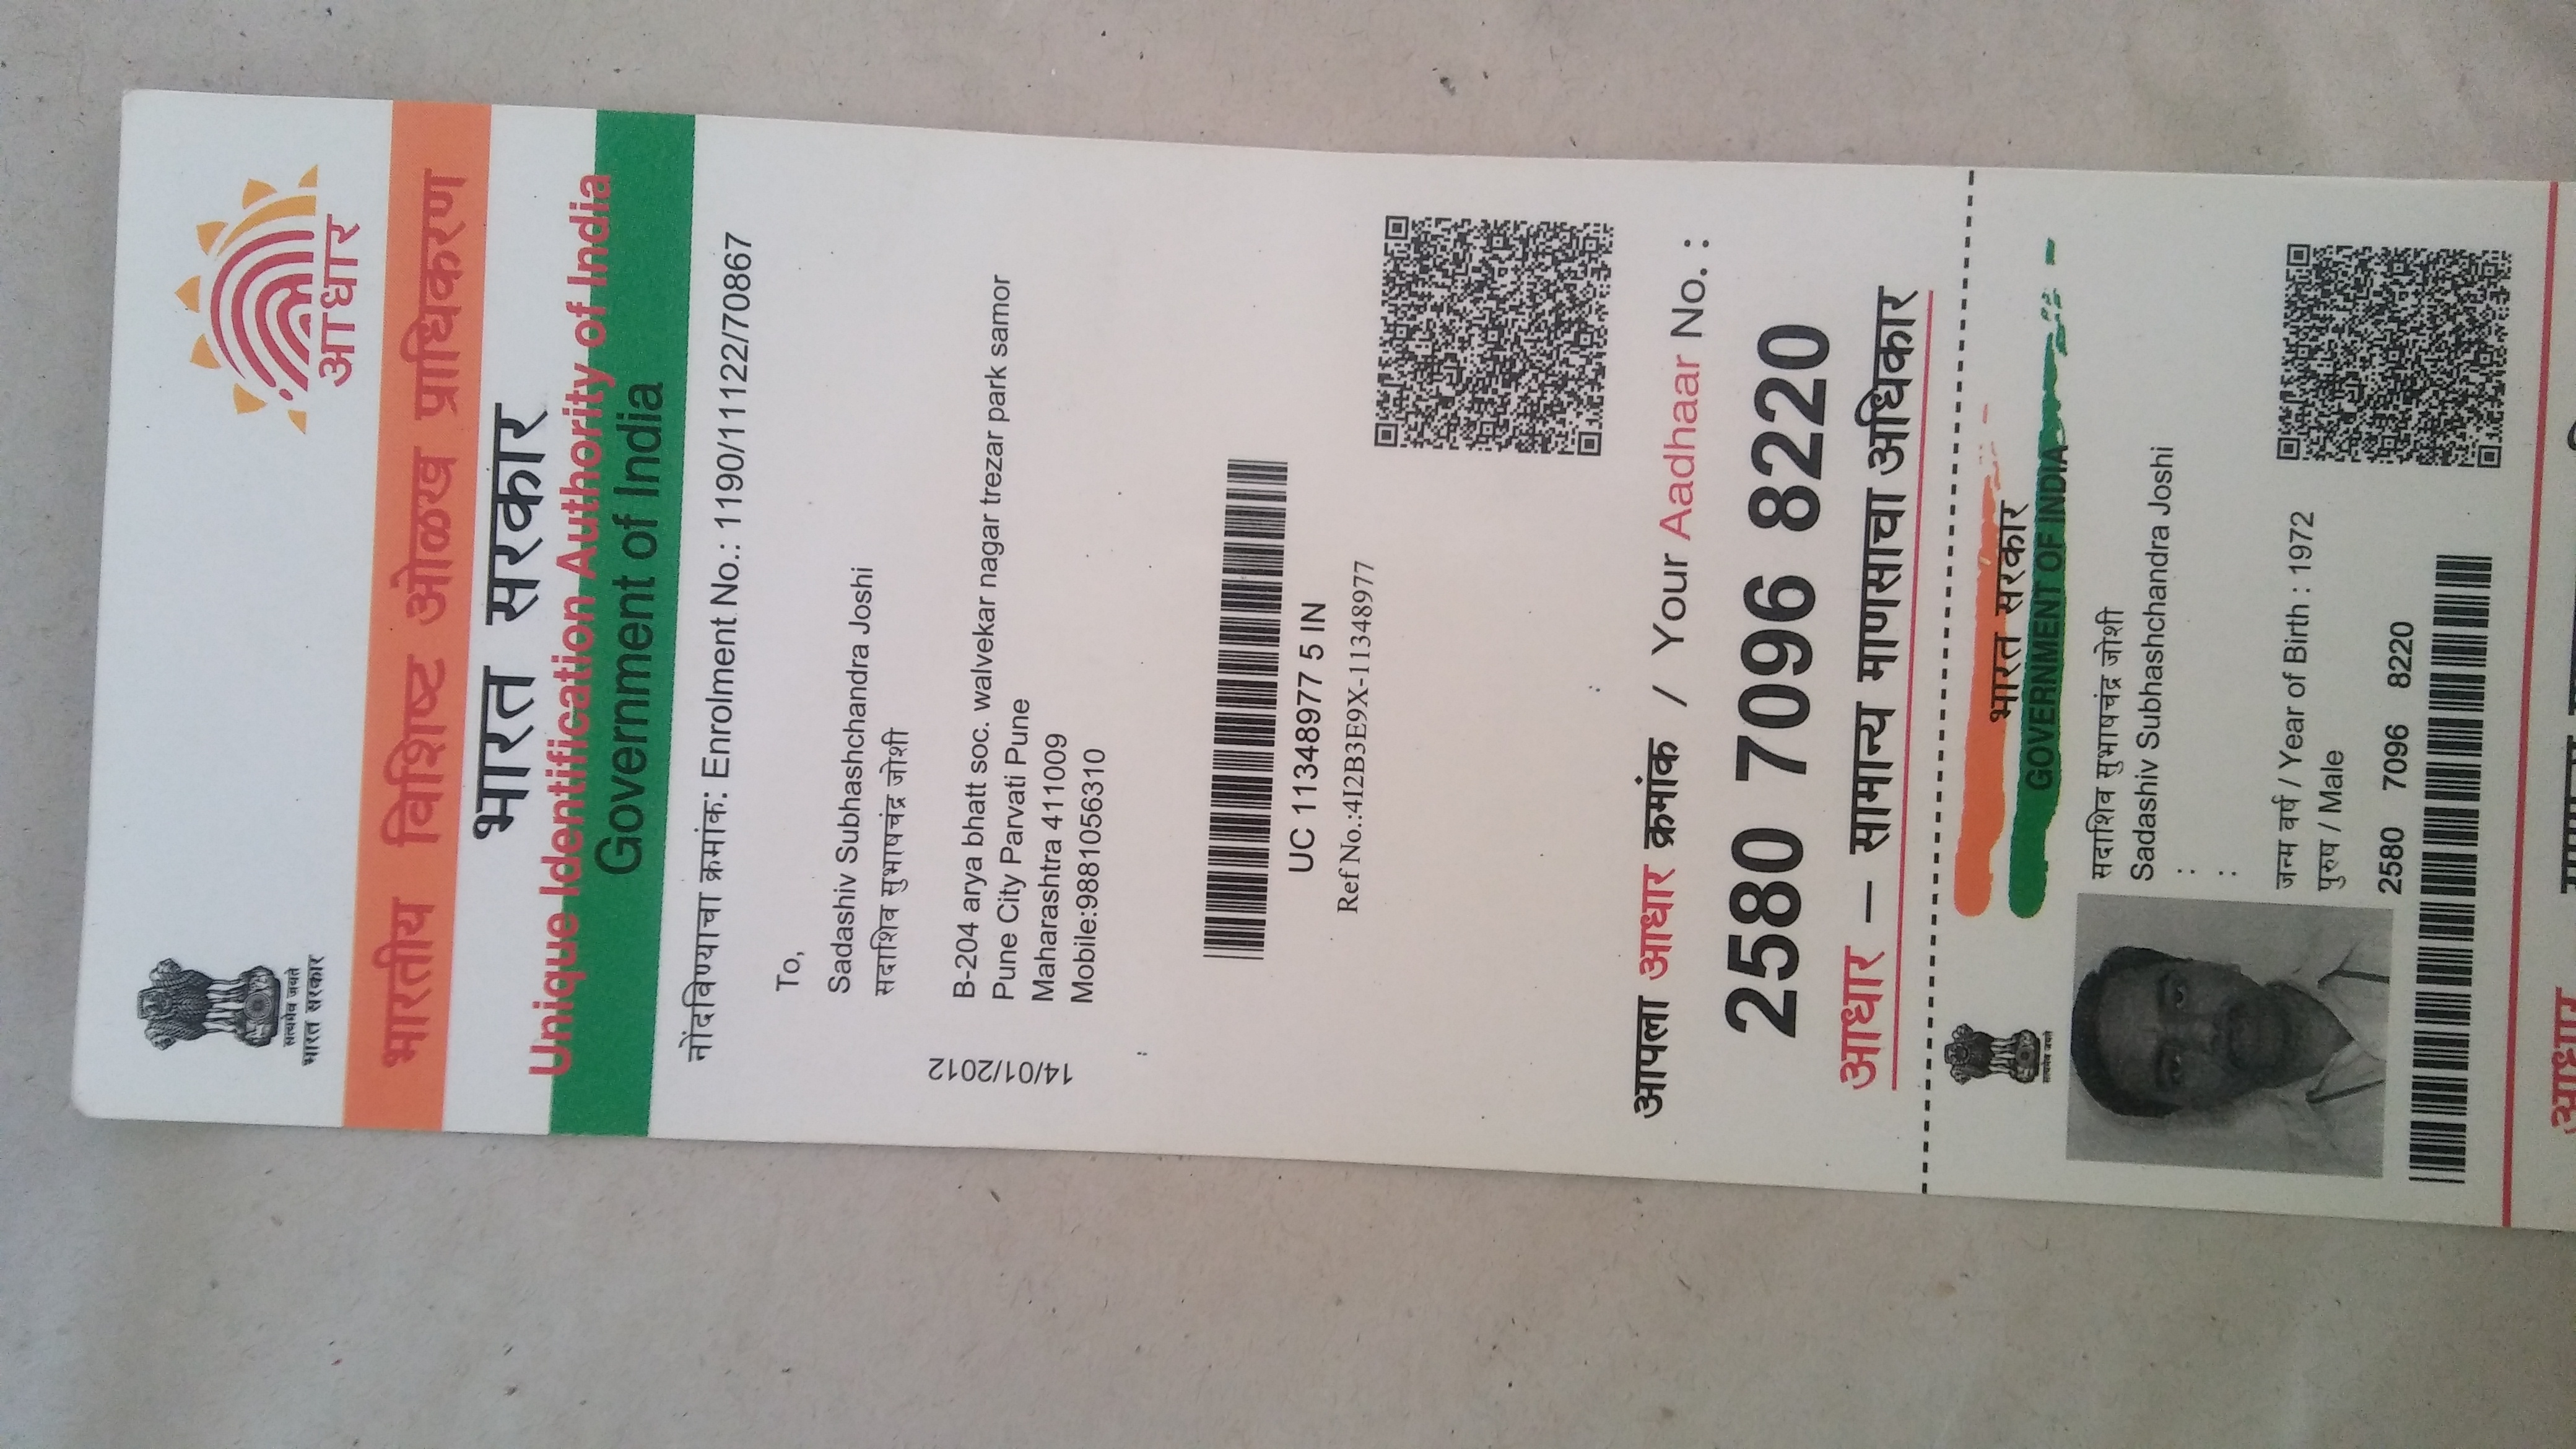 सत्यमेव जयते
भारत सरकार
आधार
भारतीय विशिष्ट ओळख प्राधिकरण
भारत सरकार
Unique Identification Authority of India
Government of India
नोंदविण्याचा क्रमांक: Enrolment No.: 1190/11122/70867
To,
Sadashiv Subhashchandra Joshi
सदाशिव सुभाषचंद्र जोशी
14/01/2012
B-204 arya bhatt soc. walvekar nagar trezar park samor
Pune City Parvati Pune
Maharashtra 411009
Mobile:9881056310
UC 11348977 5 IN
Ref No.:4I2B3E9X-11348977
आपला आधार क्रमांक / Your Aadhaar No. :
2580 7096 8220
आधार — सामान्य माणसाचा अधिकार
सत्यमेव जयते
भारत सरकार
GOVERNMENT OF INDIA
सदाशिव सुभाषचंद्र जोशी
Sadashiv Subhashchandra Joshi
:
:
जन्म वर्ष / Year of Birth : 1972
पुरुष / Male
2580 7096 8220
आधार